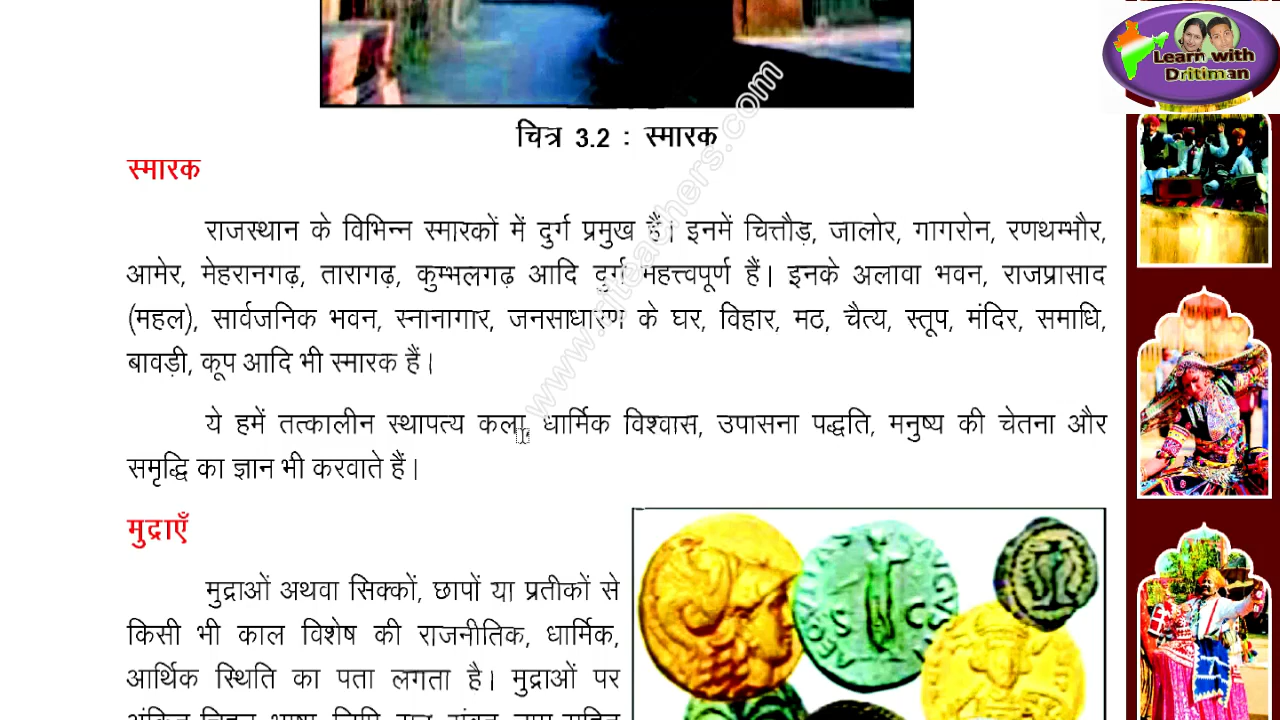 Learn with
Dritiman
चित्र 3.2 : स्मारक
स्मारक
राजस्थान के विभिन्न स्मारकों में दुर्ग प्रमुख हैं। इनमें चित्तौड़, जालोर, गागरोन, रणथम्भौर,
आमेर, मेहरानगढ़, तारागढ़, कुम्भलगढ़ आदि दुर्ग महत्त्वपूर्ण हैं। इनके अलावा भवन, राजप्रासाद
(महल), सार्वजनिक भवन, स्नानागार, जनसाधारण के घर, विहार, मठ, चैत्य, स्तूप, मंदिर, समाधि,
बावड़ी, कूप आदि भी स्मारक हैं।
ये हमें तत्कालीन स्थापत्य कला, धार्मिक विश्वास, उपासना पद्धति, मनुष्य की चेतना और
समृद्धि का ज्ञान भी करवाते हैं।
मुद्राएँ
मुद्राओं अथवा सिक्कों, छापों या प्रतीकों से
किसी भी काल विशेष की राजनीतिक, धार्मिक,
आर्थिक स्थिति का पता लगता है। मुद्राओं पर